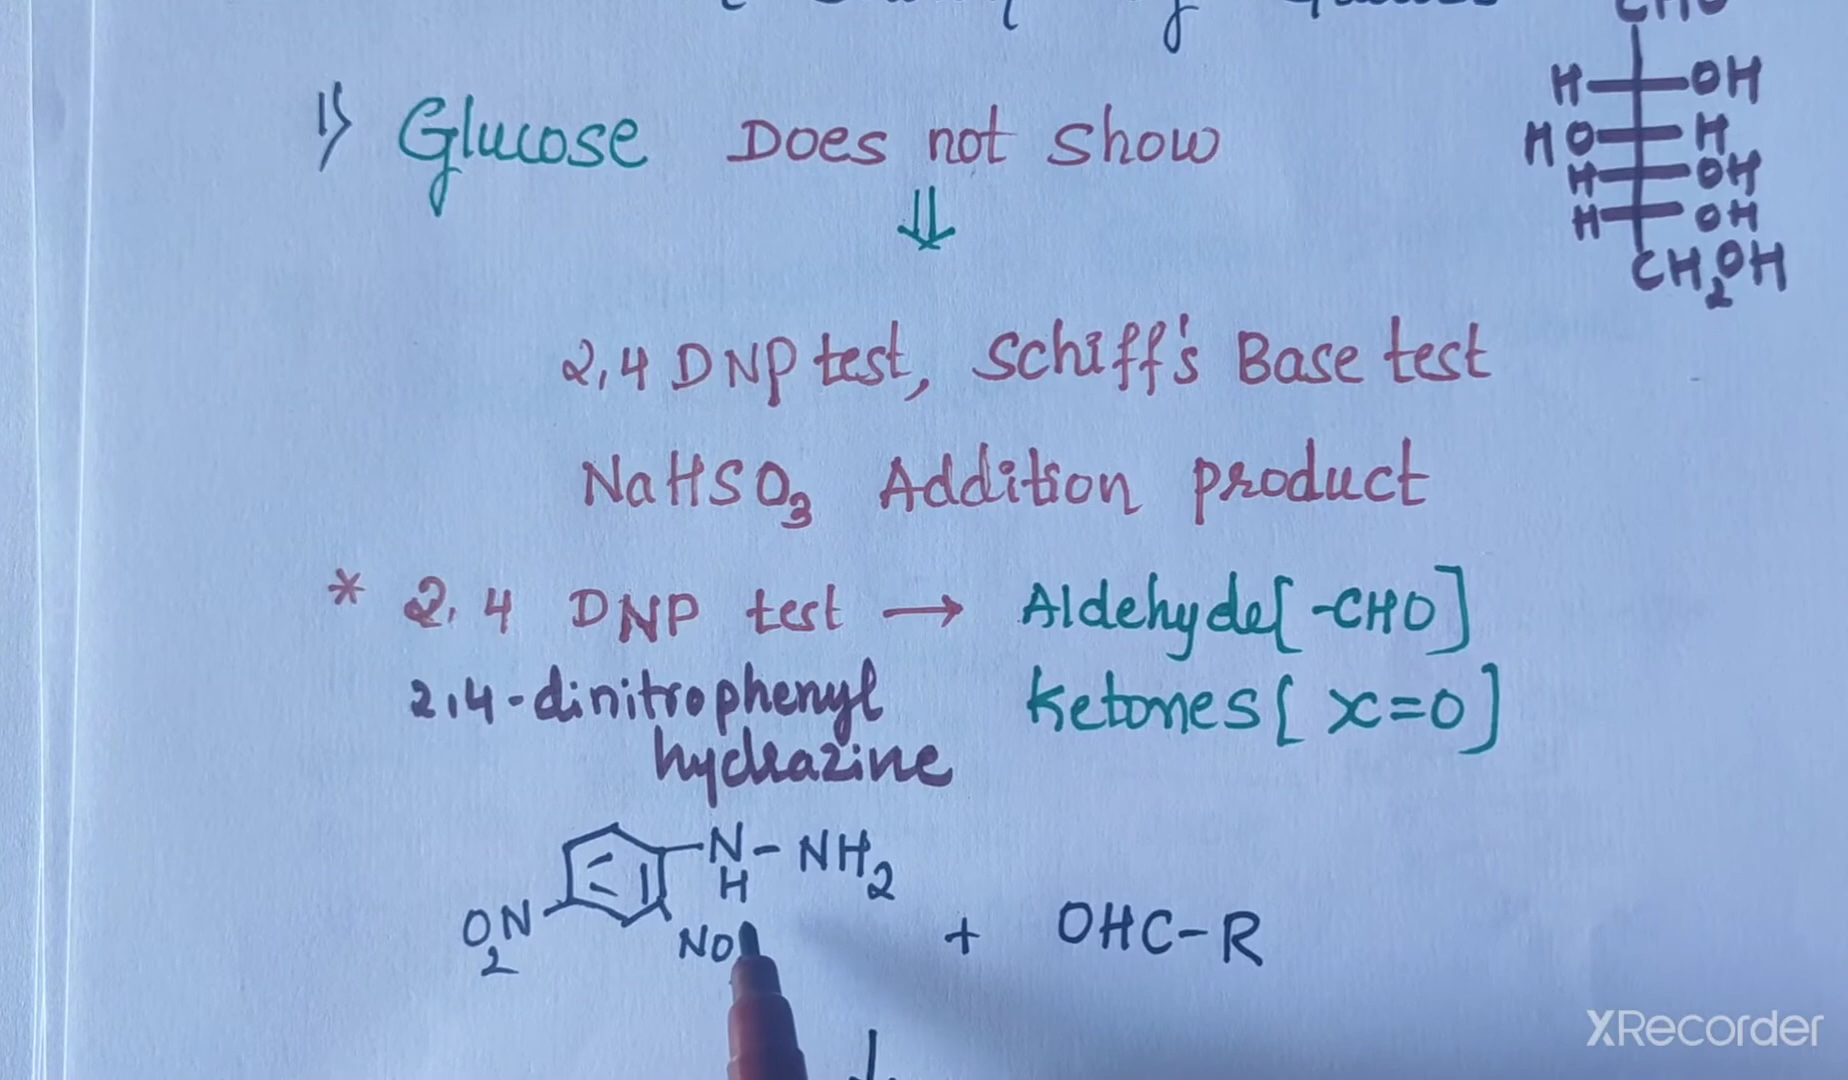 CHO
1) Glucose Does not show
H OH
HO H
H OH
H OH
CH2OH
2,4 DNP test, Schiff's Base test
NaHSO3 Addition product
* 2,4 DNP test → Aldehyde[-CHO]
2,4-dinitrophenyl
hydrazine
Ketones[ x=0 ]
N-NH2
H
O2N
NO
+ OHC-R
XRecorder